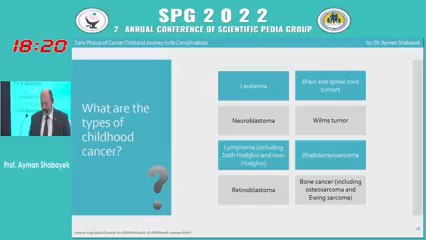 SPG 2022
2 ANNUAL CONFERENCE OF SCIENTIFIC PEDIA GROUP
18:20
Early Pickup of Cancer Child and Journey to Its Complications
by: Dr. Ayman Shabayek
What are the
types of
childhood
cancer?
Leukemia
Brain and spinal cord
tumors
Neuroblastoma
Wilms tumor
Lymphoma (including
both Hodgkin and non-
Hodgkin)
Rhabdomyosarcoma
Retinoblastoma
Bone cancer (including
osteosarcoma and
Ewing sarcoma)
Prof. Ayman Shabayek